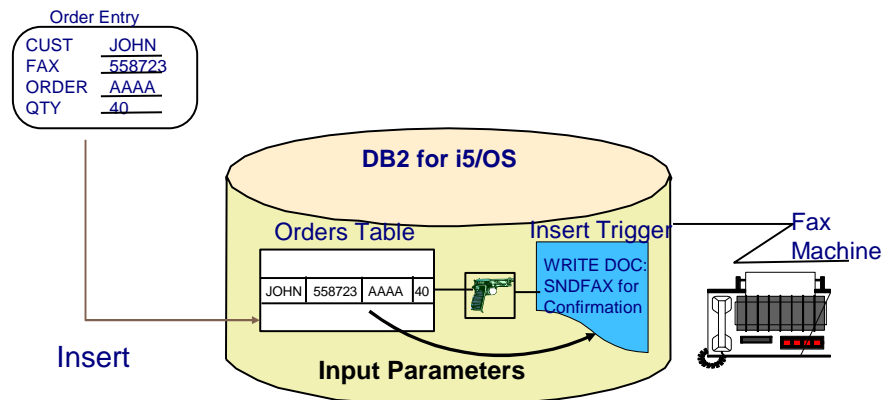 Order Entry
CUST JOHN
FAX 558723
ORDER AAAA
QTY 40
DB2 for i5/OS
Orders Table
Insert Trigger
Fax
Machine
WRITE DOC:
SNDFAX for
Confirmation
JOHN 558723 AAAA 40
Insert
Input Parameters